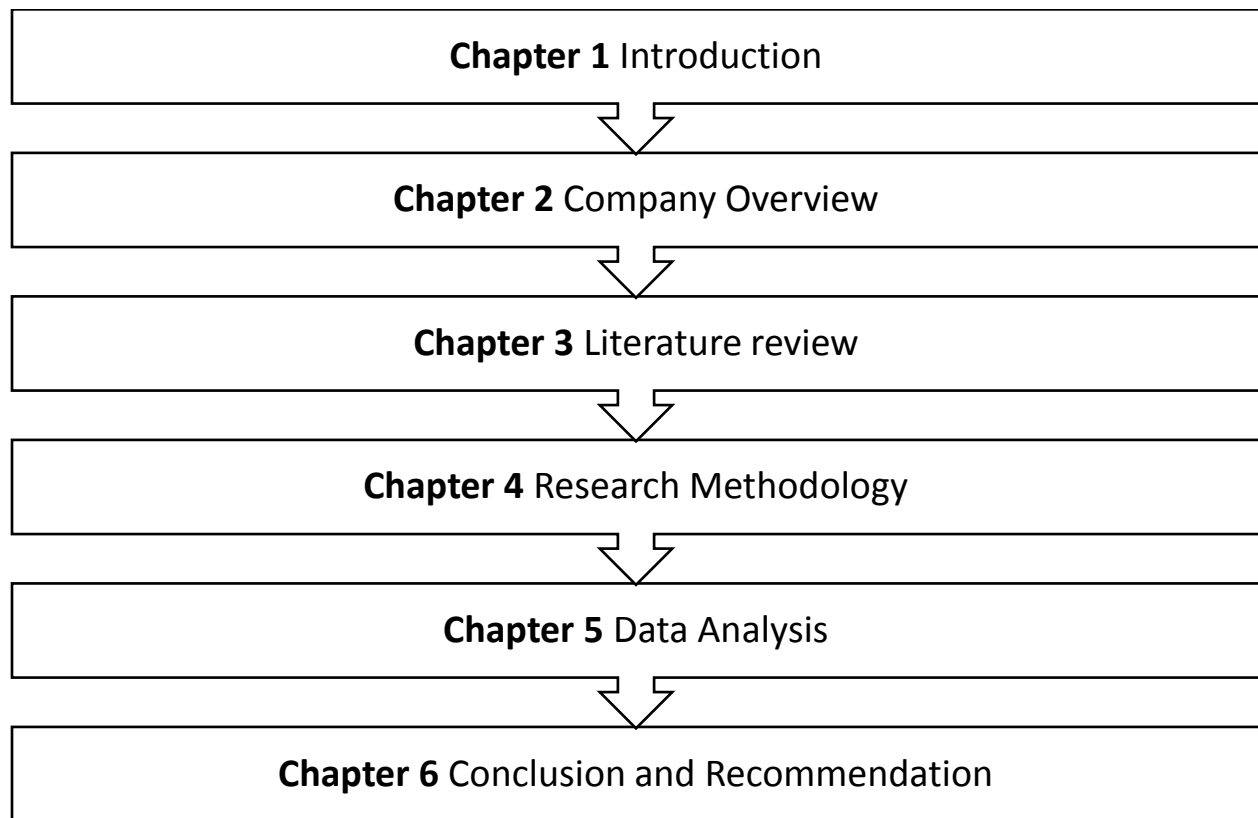 Chapter 1 Introduction
Chapter 2 Company Overview
Chapter 3 Literature review
Chapter 4 Research Methodology
Chapter 5 Data Analysis
Chapter 6 Conclusion and Recommendation